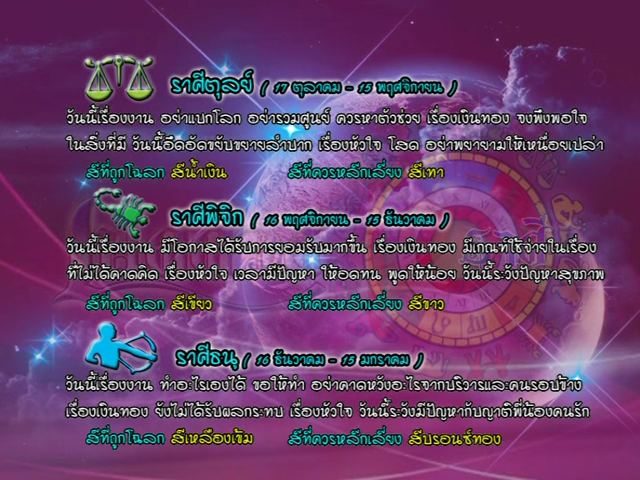 ราศีตุลย์ ( 17 ตุลาคม - 15 พฤศจิกายน )
วันนี้เรื่องงาน อย่าแบกโลก อย่ารวมศูนย์ ควรหาตัวช่วย เรื่องเงินทอง จงพึงพอใจ
ในสิ่งที่มี วันนี้อึดอัดขยับขยายลำบาก เรื่องหัวใจ โสด อย่าพยายามให้เหนื่อยเปล่า
สีที่ถูกโฉลก สีน้ำเงิน สีที่ควรหลีกเลี่ยง สีเทา
ราศีพิจิก ( 16 พฤศจิกายน - 15 ธันวาคม )
วันนี้เรื่องงาน มีโอกาสได้รับการยอมรับมากขึ้น เรื่องเงินทอง มีเกณฑ์ใช้จ่ายในเรื่อง
ที่ไม่ได้คาดคิด เรื่องหัวใจ เวลามีปัญหา ให้อดทน พูดให้น้อย วันนี้ระวังปัญหาสุขภาพ
สีที่ถูกโฉลก สีเขียว สีที่ควรหลีกเลี่ยง สีขาว
ราศีธนู ( 16 ธันวาคม - 15 มกราคม )
วันนี้เรื่องงาน ทำอะไรเองได้ ขอให้ทำ อย่าคาดหวังอะไรจากบริวารและคนรอบข้าง
เรื่องเงินทอง ยังไม่ได้รับผลกระทบ เรื่องหัวใจ วันนี้ระวังมีปัญหากับญาติพี่น้องคนรัก
สีที่ถูกโฉลก สีเหลืองเข้ม สีที่ควรหลีกเลี่ยง สีบรอนซ์ทอง